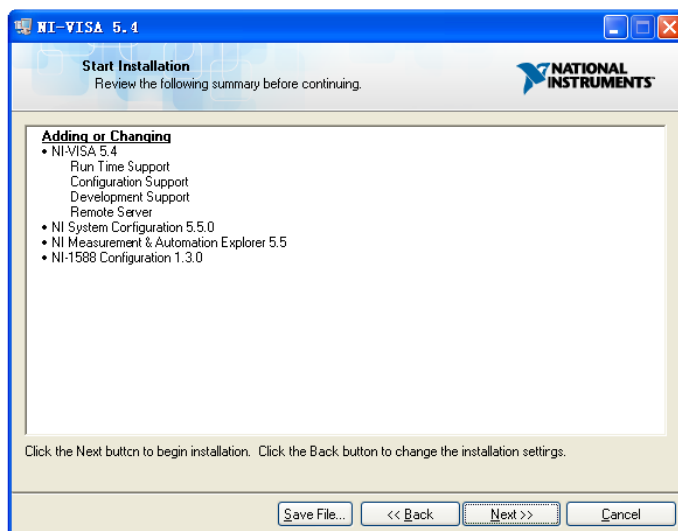 NI-VISA 5.4
Start Installation
Review the following summary before continuing.
NATIONAL
INSTRUMENTS
Adding or Changing
• NI-VISA 5.4
Run Time Support
Configuration Support
Development Support
Remote Server
• NI System Configuration 5.5.0
• NI Measurement & Automation Explorer 5.5
• NI-1588 Configuration 1.3.0
Click the Next button to begin installation. Click the Back button to change the installation settings.
Save File... << Back Next >> Cancel